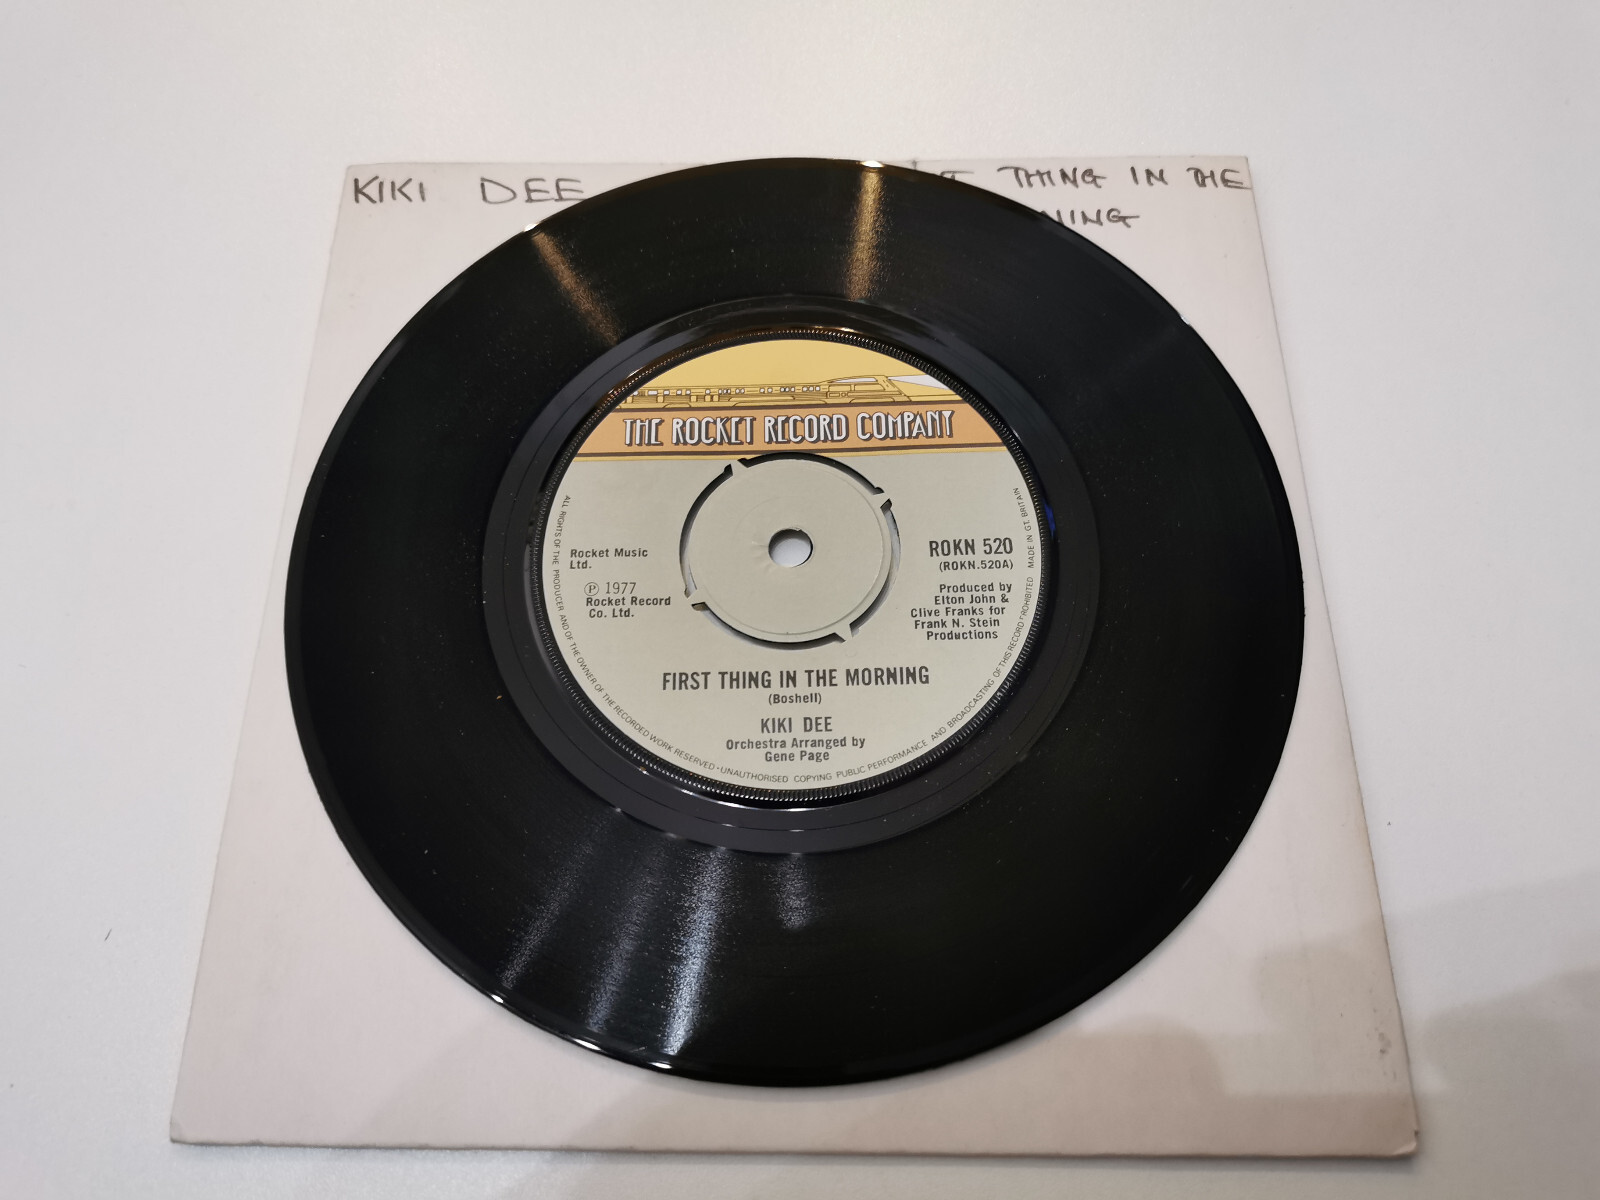 KIKI DEE THING IN THE
THE ROCKET RECORD COMPANY
Rocket Music
Ltd.
Ⓟ 1977
Rocket Record
Co. Ltd.
ROKN 520
(ROKN.520A)
Produced by
Elton John &
Clive Franks for
Frank N. Stein
Productions
FIRST THING IN THE MORNING
(Boshell)
KIKI DEE
Orchestra Arranged by
Gene Page
ALL RIGHTS OF THE PRODUCER AND OF THE OWNER OF THE RECORDED WORK RESERVED • UNAUTHORISED COPYING PUBLIC PERFORMANCE AND BROADCASTING OF THIS RECORD PROHIBITED MADE IN GT. BRITAIN